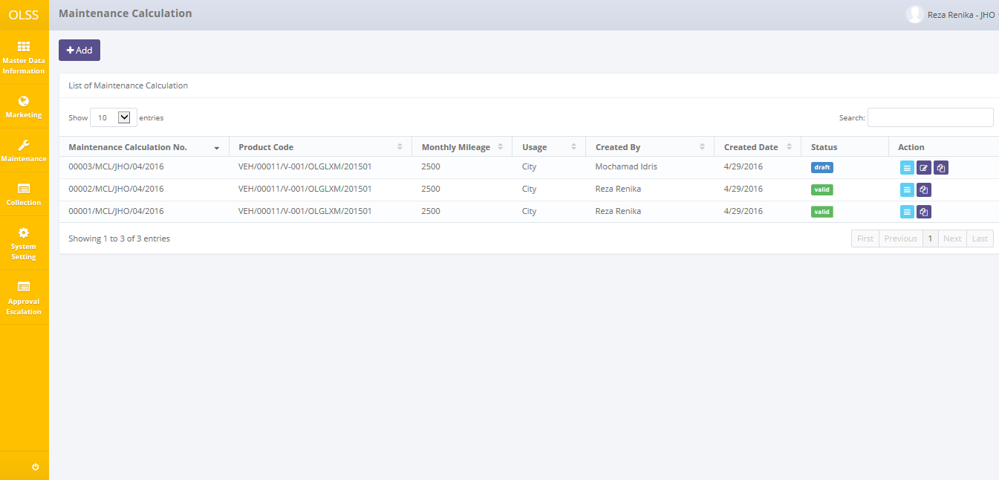 OLSS
Maintenance Calculation
Reza Renika - JHO
Master Data
Information
Marketing
Maintenance
Collection
System
Setting
Approval
Escalation
Add
List of Maintenance Calculation
Show 10 entries
Search:
Maintenance Calculation No. Product Code Monthly Mileage Usage Created By Created Date Status Action
00003/MCL/JHO/04/2016 VEH/00011/V-001/OLGLXM/201501 2500 City Mochamad Idris 4/29/2016 draft
00002/MCL/JHO/04/2016 VEH/00011/V-001/OLGLXM/201501 2500 City Reza Renika 4/29/2016 valid
00001/MCL/JHO/04/2016 VEH/00011/V-001/OLGLXM/201501 2500 City Reza Renika 4/29/2016 valid
Showing 1 to 3 of 3 entries
First Previous 1 Next Last